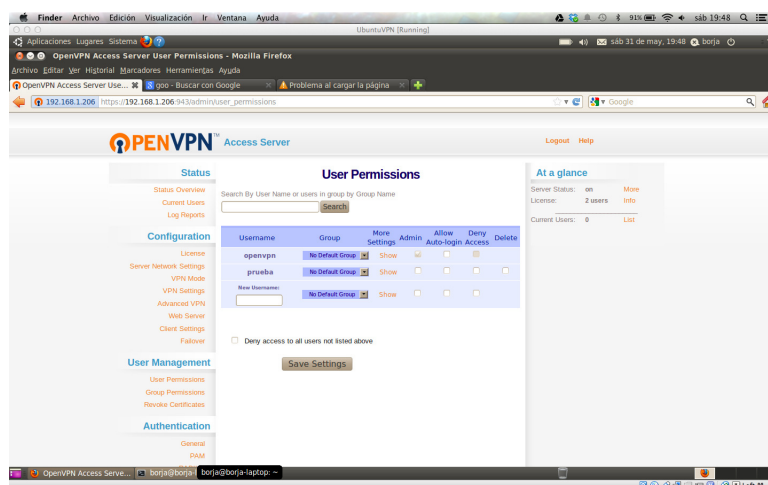 Finder Archivo Edición Visualización Ir Ventana Ayuda
91% sáb 19:48
UbuntuVPN [Running]
Aplicaciones Lugares Sistema
sáb 31 de may, 19:48 borja
OpenVPN Access Server User Permissions - Mozilla Firefox
Archivo Editar Ver Historial Marcadores Herramientas Ayuda
OpenVPN Access Server Use...
goo - Buscar con Google
Problema al cargar la página
192.168.1.206 https://192.168.1.206:943/admin/user_permissions
Google
OPENVPN™ Access Server
Logout Help
Status
Status Overview
Current Users
Log Reports
Configuration
License
Server Network Settings
VPN Mode
VPN Settings
Advanced VPN
Web Server
Client Settings
Failover
User Management
User Permissions
Group Permissions
Revoke Certificates
Authentication
General
PAM
User Permissions
Search By User Name or users in group by Group Name
Search
Username Group More Settings Admin Allow Auto-login Deny Access Delete
openvpn No Default Group Show
prueba No Default Group Show
New Username:
No Default Group Show
Deny access to all users not listed above
Save Settings
At a glance
Server Status: on More
License: 2 users Info
Current Users: 0 List
OpenVPN Access Serve...
borja@borja-l
borja@borja-laptop: ~